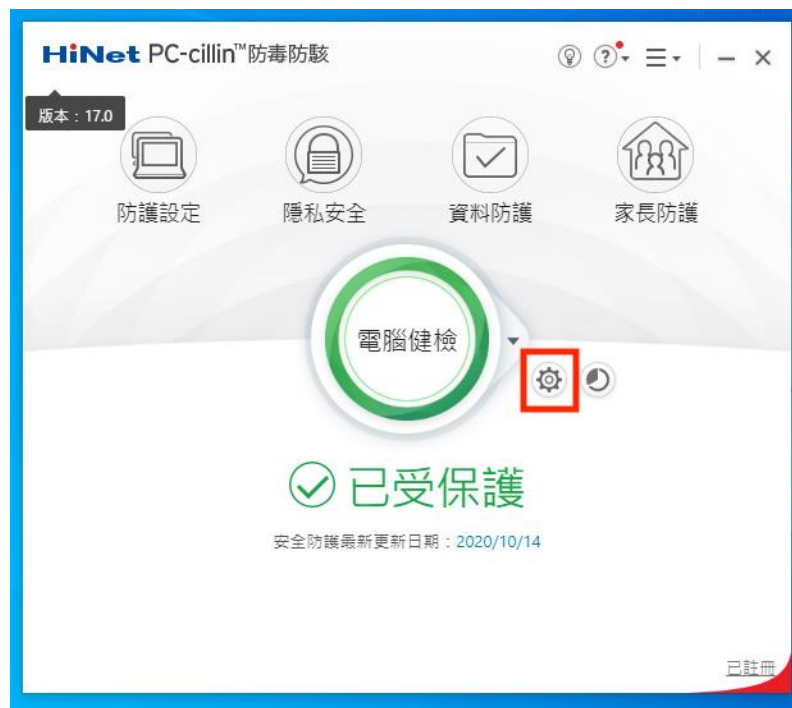 HiNet PC-cillin™防毒防駭
版本：17.0
防護設定
隱私安全
資料防護
家長防護
電腦健檢
已受保護
安全防護最新更新日期：2020/10/14
已註冊